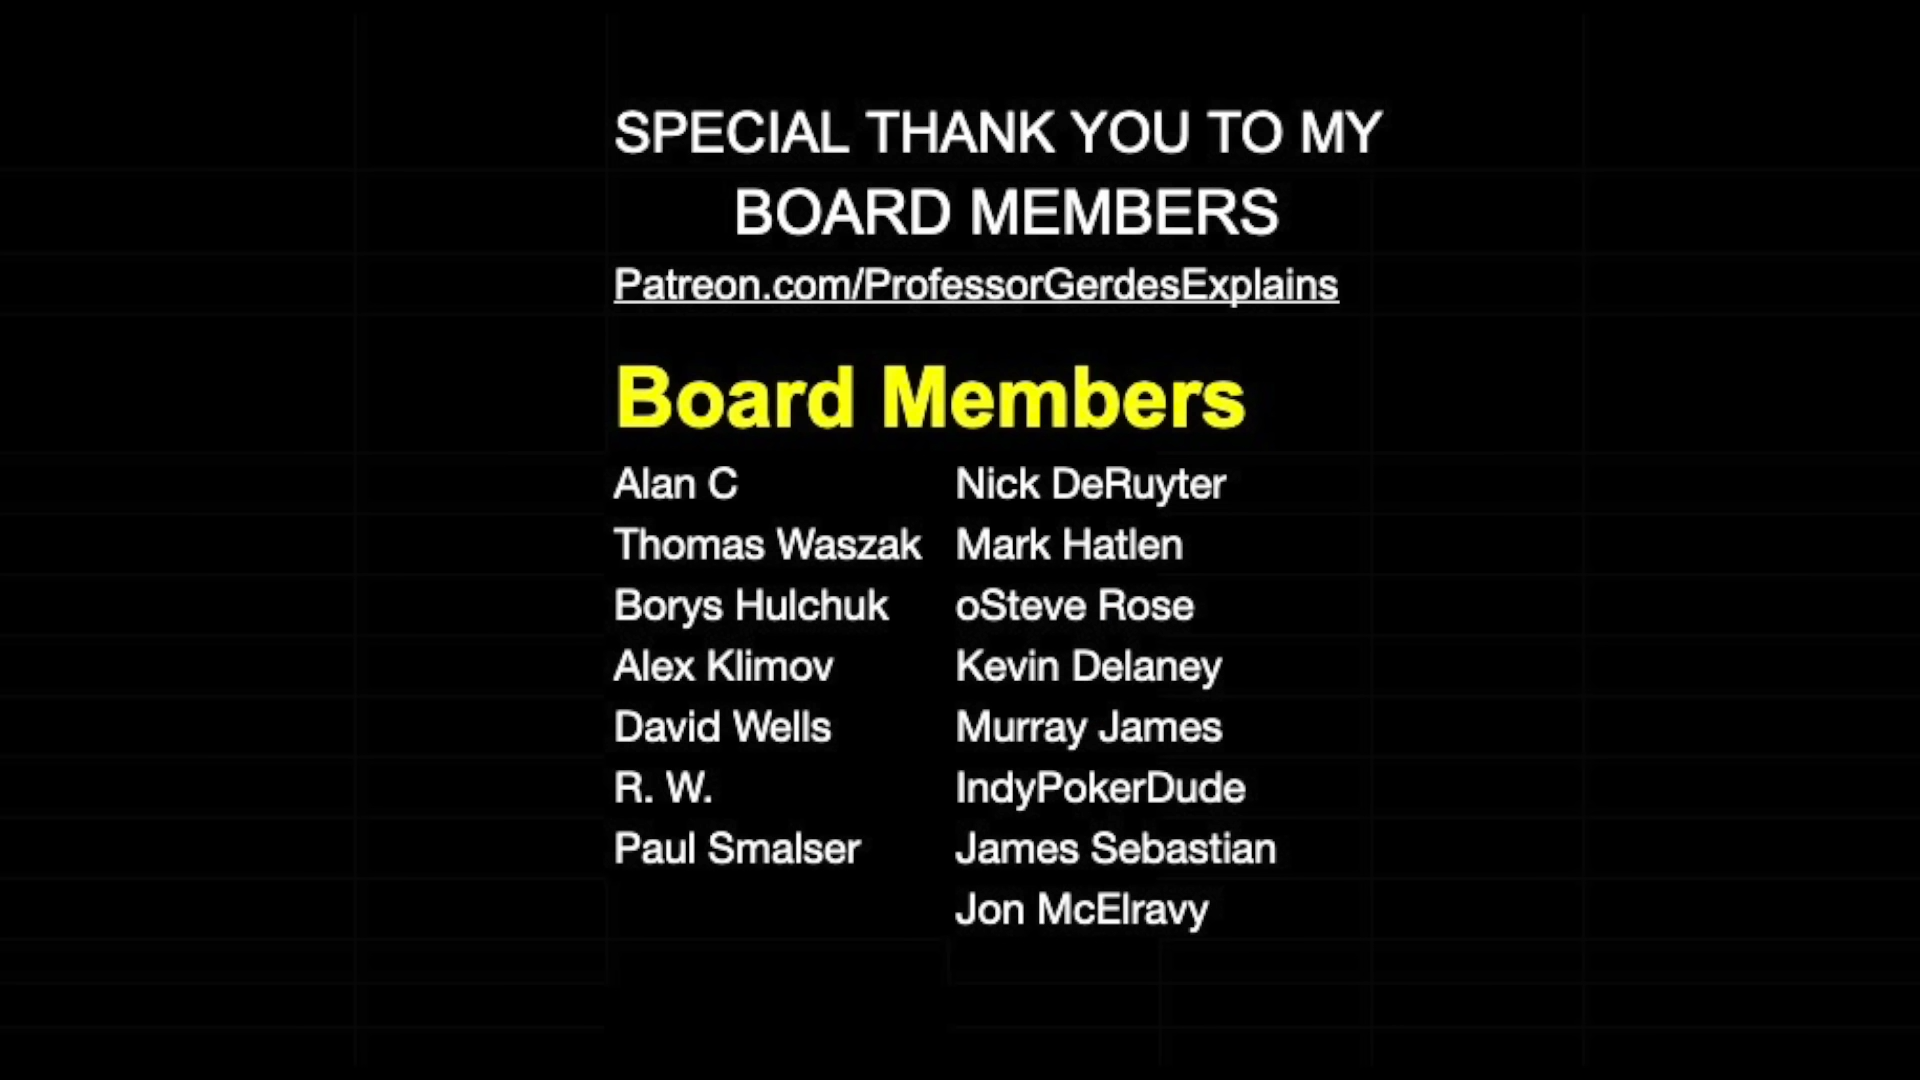 SPECIAL THANK YOU TO MY
BOARD MEMBERS
Patreon.com/ProfessorGerdesExplains
Board Members
Alan C
Thomas Waszak
Borys Hulchuk
Alex Klimov
David Wells
R. W.
Paul Smalser
Nick DeRuyter
Mark Hatlen
oSteve Rose
Kevin Delaney
Murray James
IndyPokerDude
James Sebastian
Jon McElravy